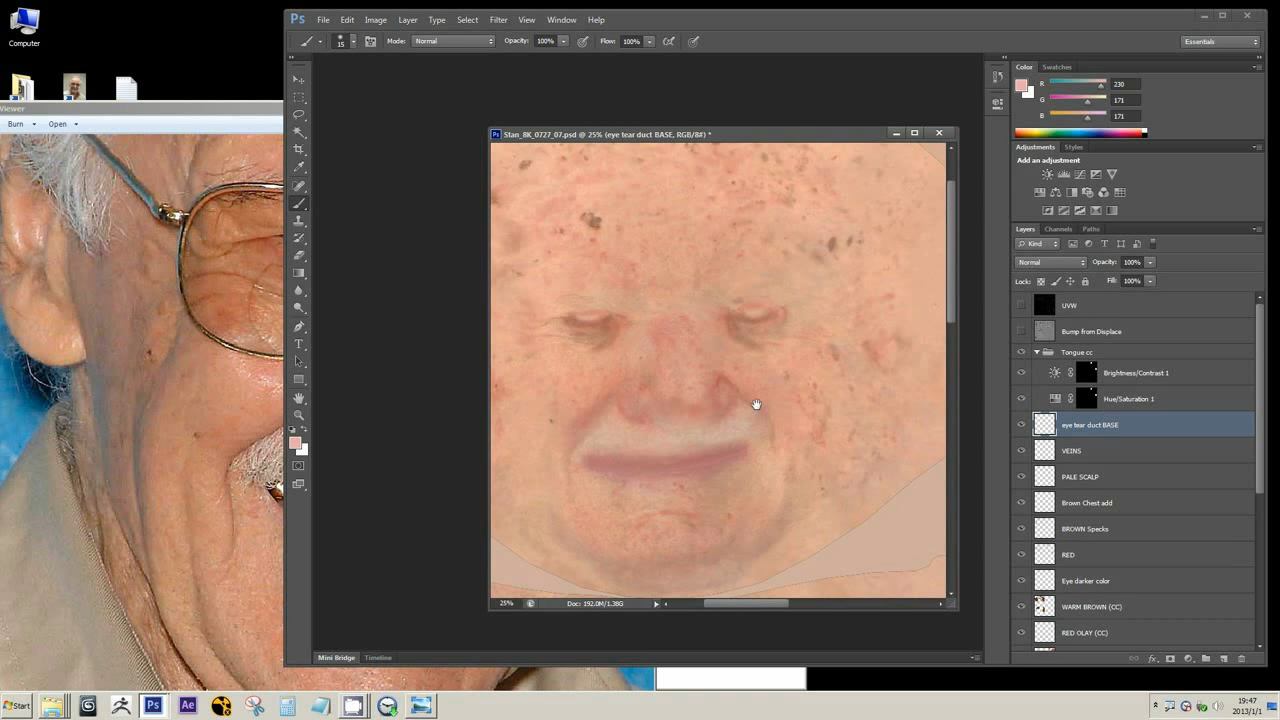 Computer
Viewer
Burn Open
Ps File Edit Image Layer Type Select Filter View Window Help
15 Mode: Normal Opacity: 100% Flow: 100% Essentials
Color Swatches
R 230
G 171
B 171
Stan_8K_0727_07.psd @ 25% (eye tear duct BASE, RGB/8#) *
Adjustments Styles
Add an adjustment
Layers Channels Paths
Kind
Normal Opacity: 100%
Lock: Fill: 100%
UVW
Bump from Displace
Tongue cc
Brightness/Contrast 1
Hue/Saturation 1
eye tear duct BASE
VEINS
PALE SCALP
Brown Chest add
BROWN Specks
RED
Eye darker color
WARM BROWN (CC)
RED OLAY (CC)
25% Doc: 192.0M/1.38G
Mini Bridge Timeline
fx
Start Ps Ae
19:47
2013/1/1